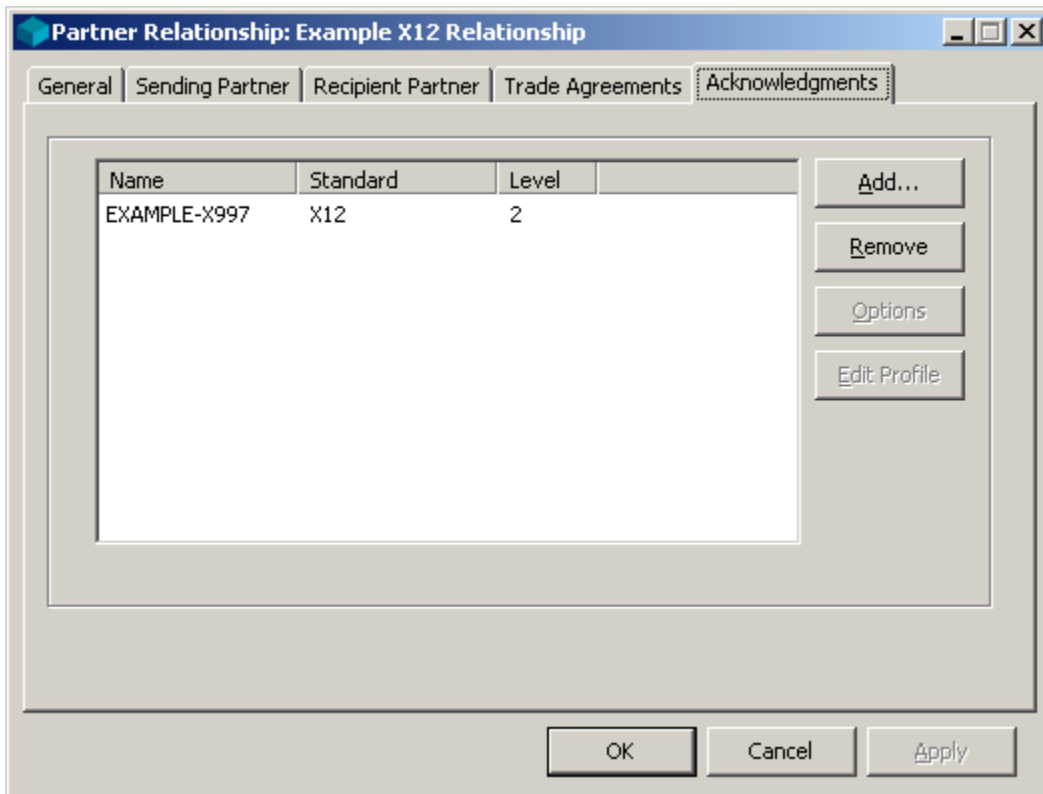 Partner Relationship: Example X12 Relationship
General Sending Partner Recipient Partner Trade Agreements Acknowledgments
Name Standard Level
EXAMPLE-X997 X12 2
Add...
Remove
Options
Edit Profile
OK Cancel Apply